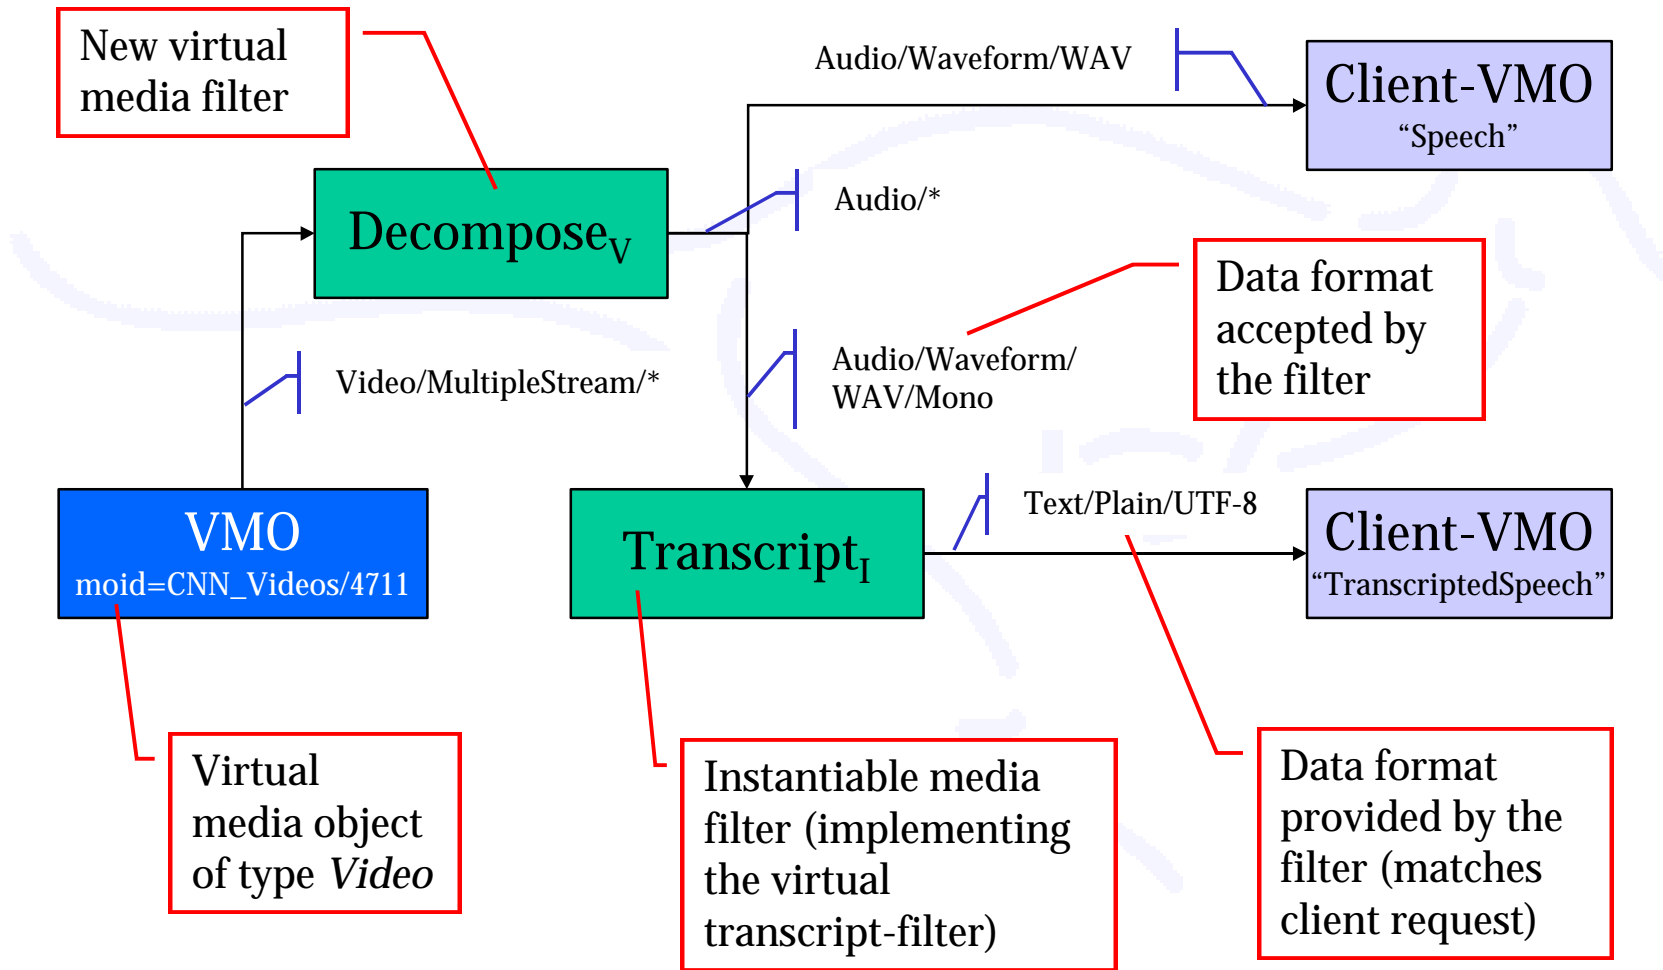 New virtual
media filter
Audio/Waveform/WAV
Client-VMO
“Speech”
Decompose_V
Audio/*
Data format
accepted by
the filter
Video/MultipleStream/*
Audio/Waveform/
WAV/Mono
VMO
moid=CNN_Videos/4711
Transcript_I
Text/Plain/UTF-8
Client-VMO
“TranscriptedSpeech”
Virtual
media object
of type Video
Instantiable media
filter (implementing
the virtual
transcript-filter)
Data format
provided by the
filter (matches
client request)